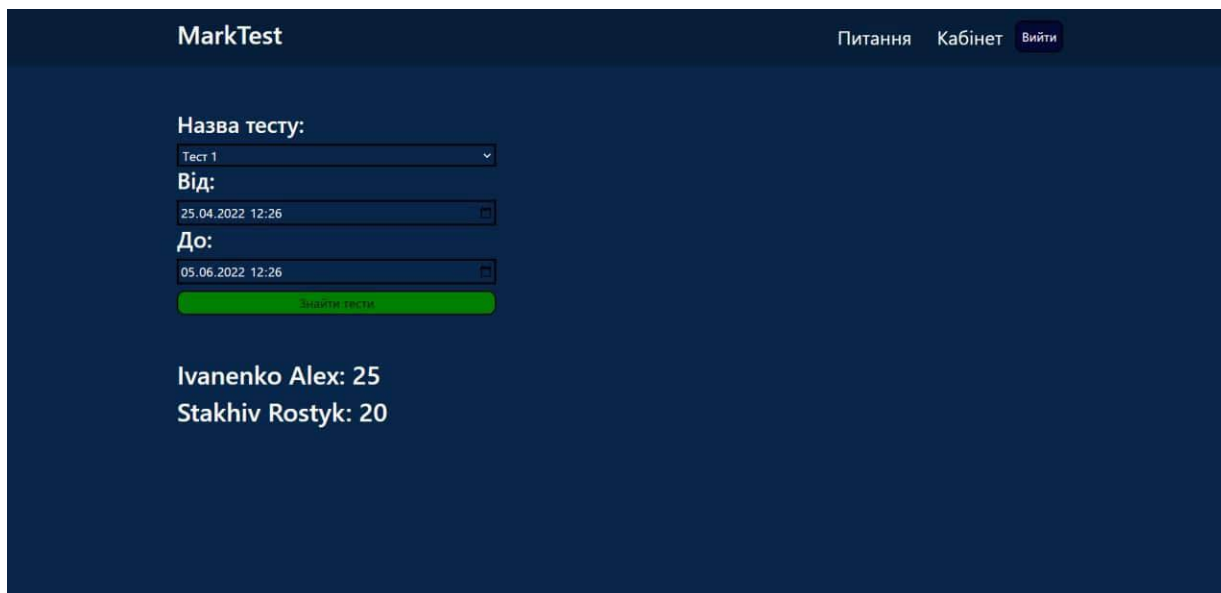 MarkTest
Питання Кабінет Вийти
Назва тесту:
Тест 1
Від:
25.04.2022 12:26
До:
05.06.2022 12:26
Знайти тести
Ivanenko Alex: 25
Stakhiv Rostyk: 20